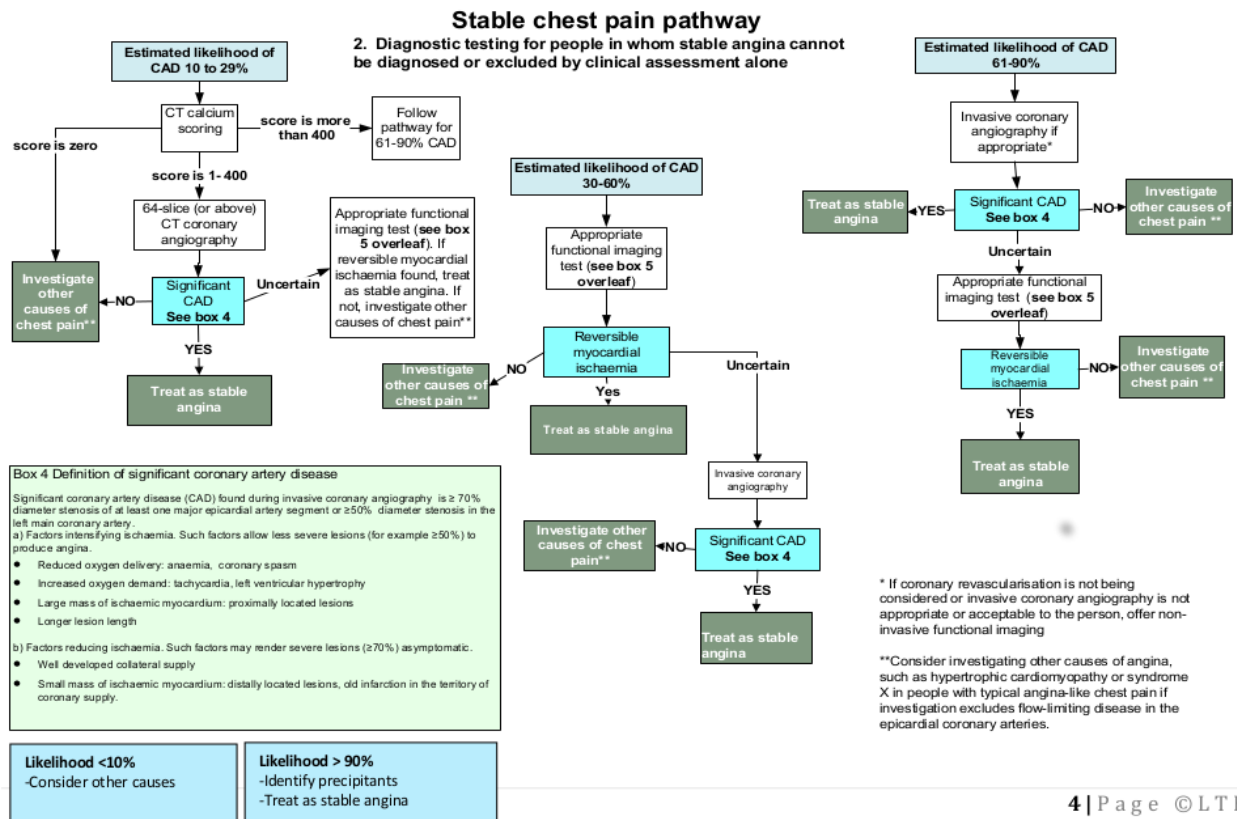 Stable chest pain pathway
2. Diagnostic testing for people in whom stable angina cannot
be diagnosed or excluded by clinical assessment alone
Estimated likelihood of
CAD 10 to 29%
CT calcium
scoring
score is more
than 400
Follow
pathway for
61-90% CAD
score is zero
score is 1- 400
64-slice (or above)
CT coronary
angiography
Appropriate functional
imaging test (see box
5 overleaf). If
reversible myocardial
ischaemia found, treat
as stable angina. If
not, investigate other
causes of chest pain**
Investigate
other
causes of
chest pain**
NO
Significant
CAD
See box 4
Uncertain
YES
Treat as stable
angina
Estimated likelihood of CAD
30-60%
Appropriate
functional imaging
test (see box 5
overleaf)
Reversible
myocardial
ischaemia
NO
Investigate
other causes of
chest pain **
Yes
Treat as stable angina
Uncertain
Invasive coronary
angiography
Significant CAD
See box 4
NO
Investigate other
causes of chest
pain**
YES
Treat as stable
angina
Estimated likelihood of CAD
61-90%
Invasive coronary
angiography if
appropriate*
Treat as stable
angina
YES
Significant CAD
See box 4
NO
Investigate
other causes of
chest pain **
Uncertain
Appropriate functional
imaging test (see box 5
overleaf)
Reversible
myocardial
ischaemia
NO
Investigate
other causes of
chest pain **
YES
Treat as stable
angina
Box 4 Definition of significant coronary artery disease
Significant coronary artery disease (CAD) found during invasive coronary angiography is ≥ 70%
diameter stenosis of at least one major epicardial artery segment or ≥50% diameter stenosis in the
left main coronary artery.
a) Factors intensifying ischaemia. Such factors allow less severe lesions (for example ≥50%) to
produce angina.
● Reduced oxygen delivery: anaemia, coronary spasm
● Increased oxygen demand: tachycardia, left ventricular hypertrophy
● Large mass of ischaemic myocardium: proximally located lesions
● Longer lesion length
b) Factors reducing ischaemia. Such factors may render severe lesions (≥70%) asymptomatic.
● Well developed collateral supply
● Small mass of ischaemic myocardium: distally located lesions, old infarction in the territory of
coronary supply.
* If coronary revascularisation is not being
considered or invasive coronary angiography is not
appropriate or acceptable to the person, offer non-
invasive functional imaging
**Consider investigating other causes of angina,
such as hypertrophic cardiomyopathy or syndrome
X in people with typical angina-like chest pain if
investigation excludes flow-limiting disease in the
epicardial coronary arteries.
Likelihood <10%
-Consider other causes
Likelihood > 90%
-Identify precipitants
-Treat as stable angina
4 | Page ©LT